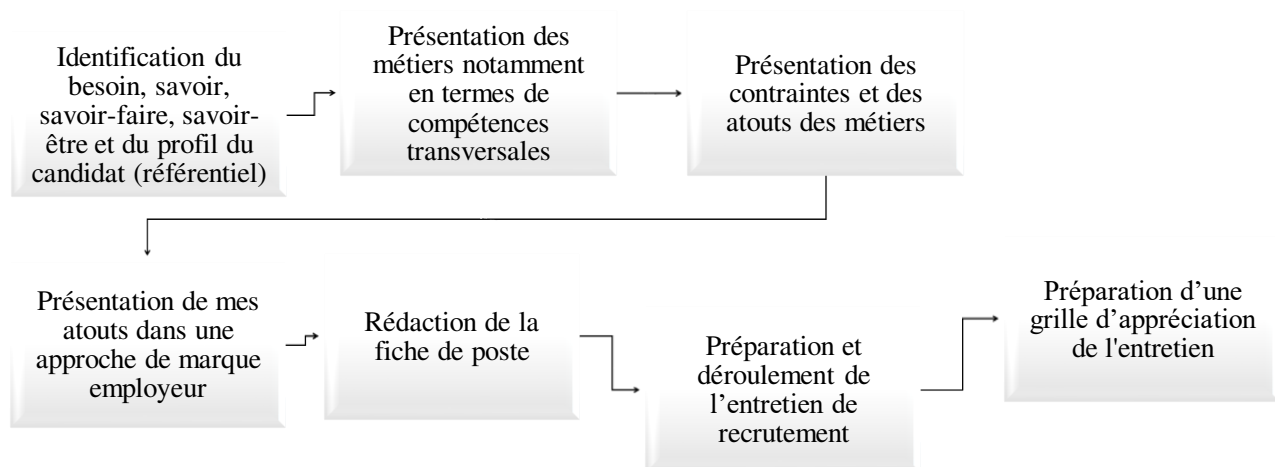 Identification du
besoin, savoir,
savoir-faire, savoir-
être et du profil du
candidat (référentiel)
Présentation des
métiers notamment
en termes de
compétences
transversales
Présentation des
contraintes et des
atouts des métiers
Présentation de mes
atouts dans une
approche de marque
employeur
Rédaction de la
fiche de poste
Préparation et
déroulement de
l’entretien de
recrutement
Préparation d’une
grille d’appréciation
de l'entretien